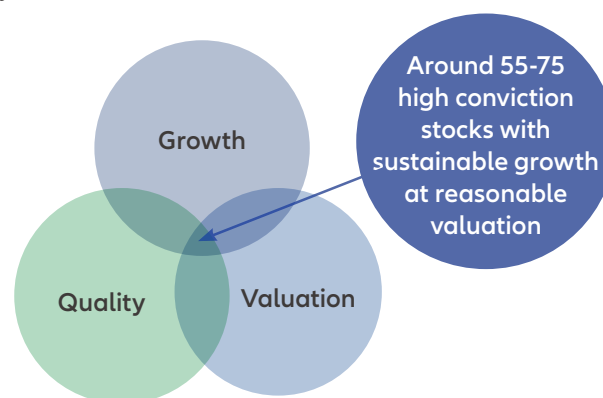 Around 55-75
high conviction
stocks with
sustainable growth
at reasonable
valuation
Growth
Quality
Valuation